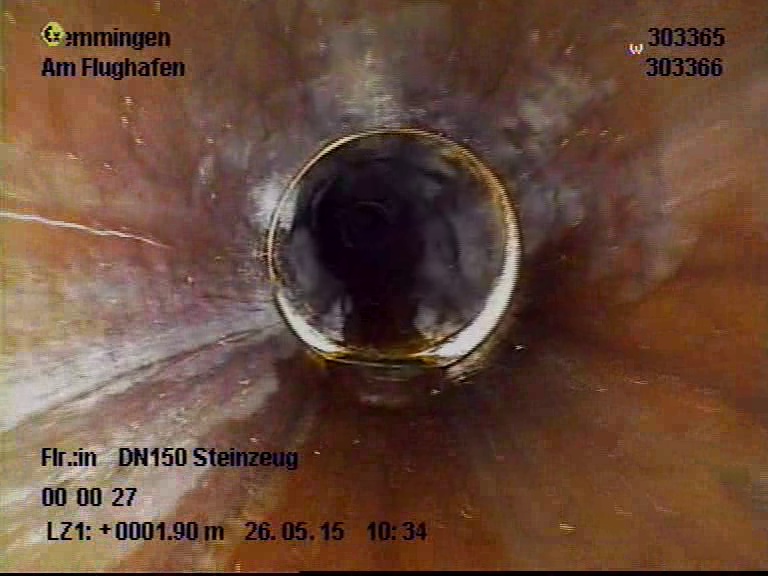 emmingen
Am Flughafen
w 303365
303366
Flr.:in DN150 Steinzeug
00 00 27
LZ1: +0001.90 m 26.05.15 10:34